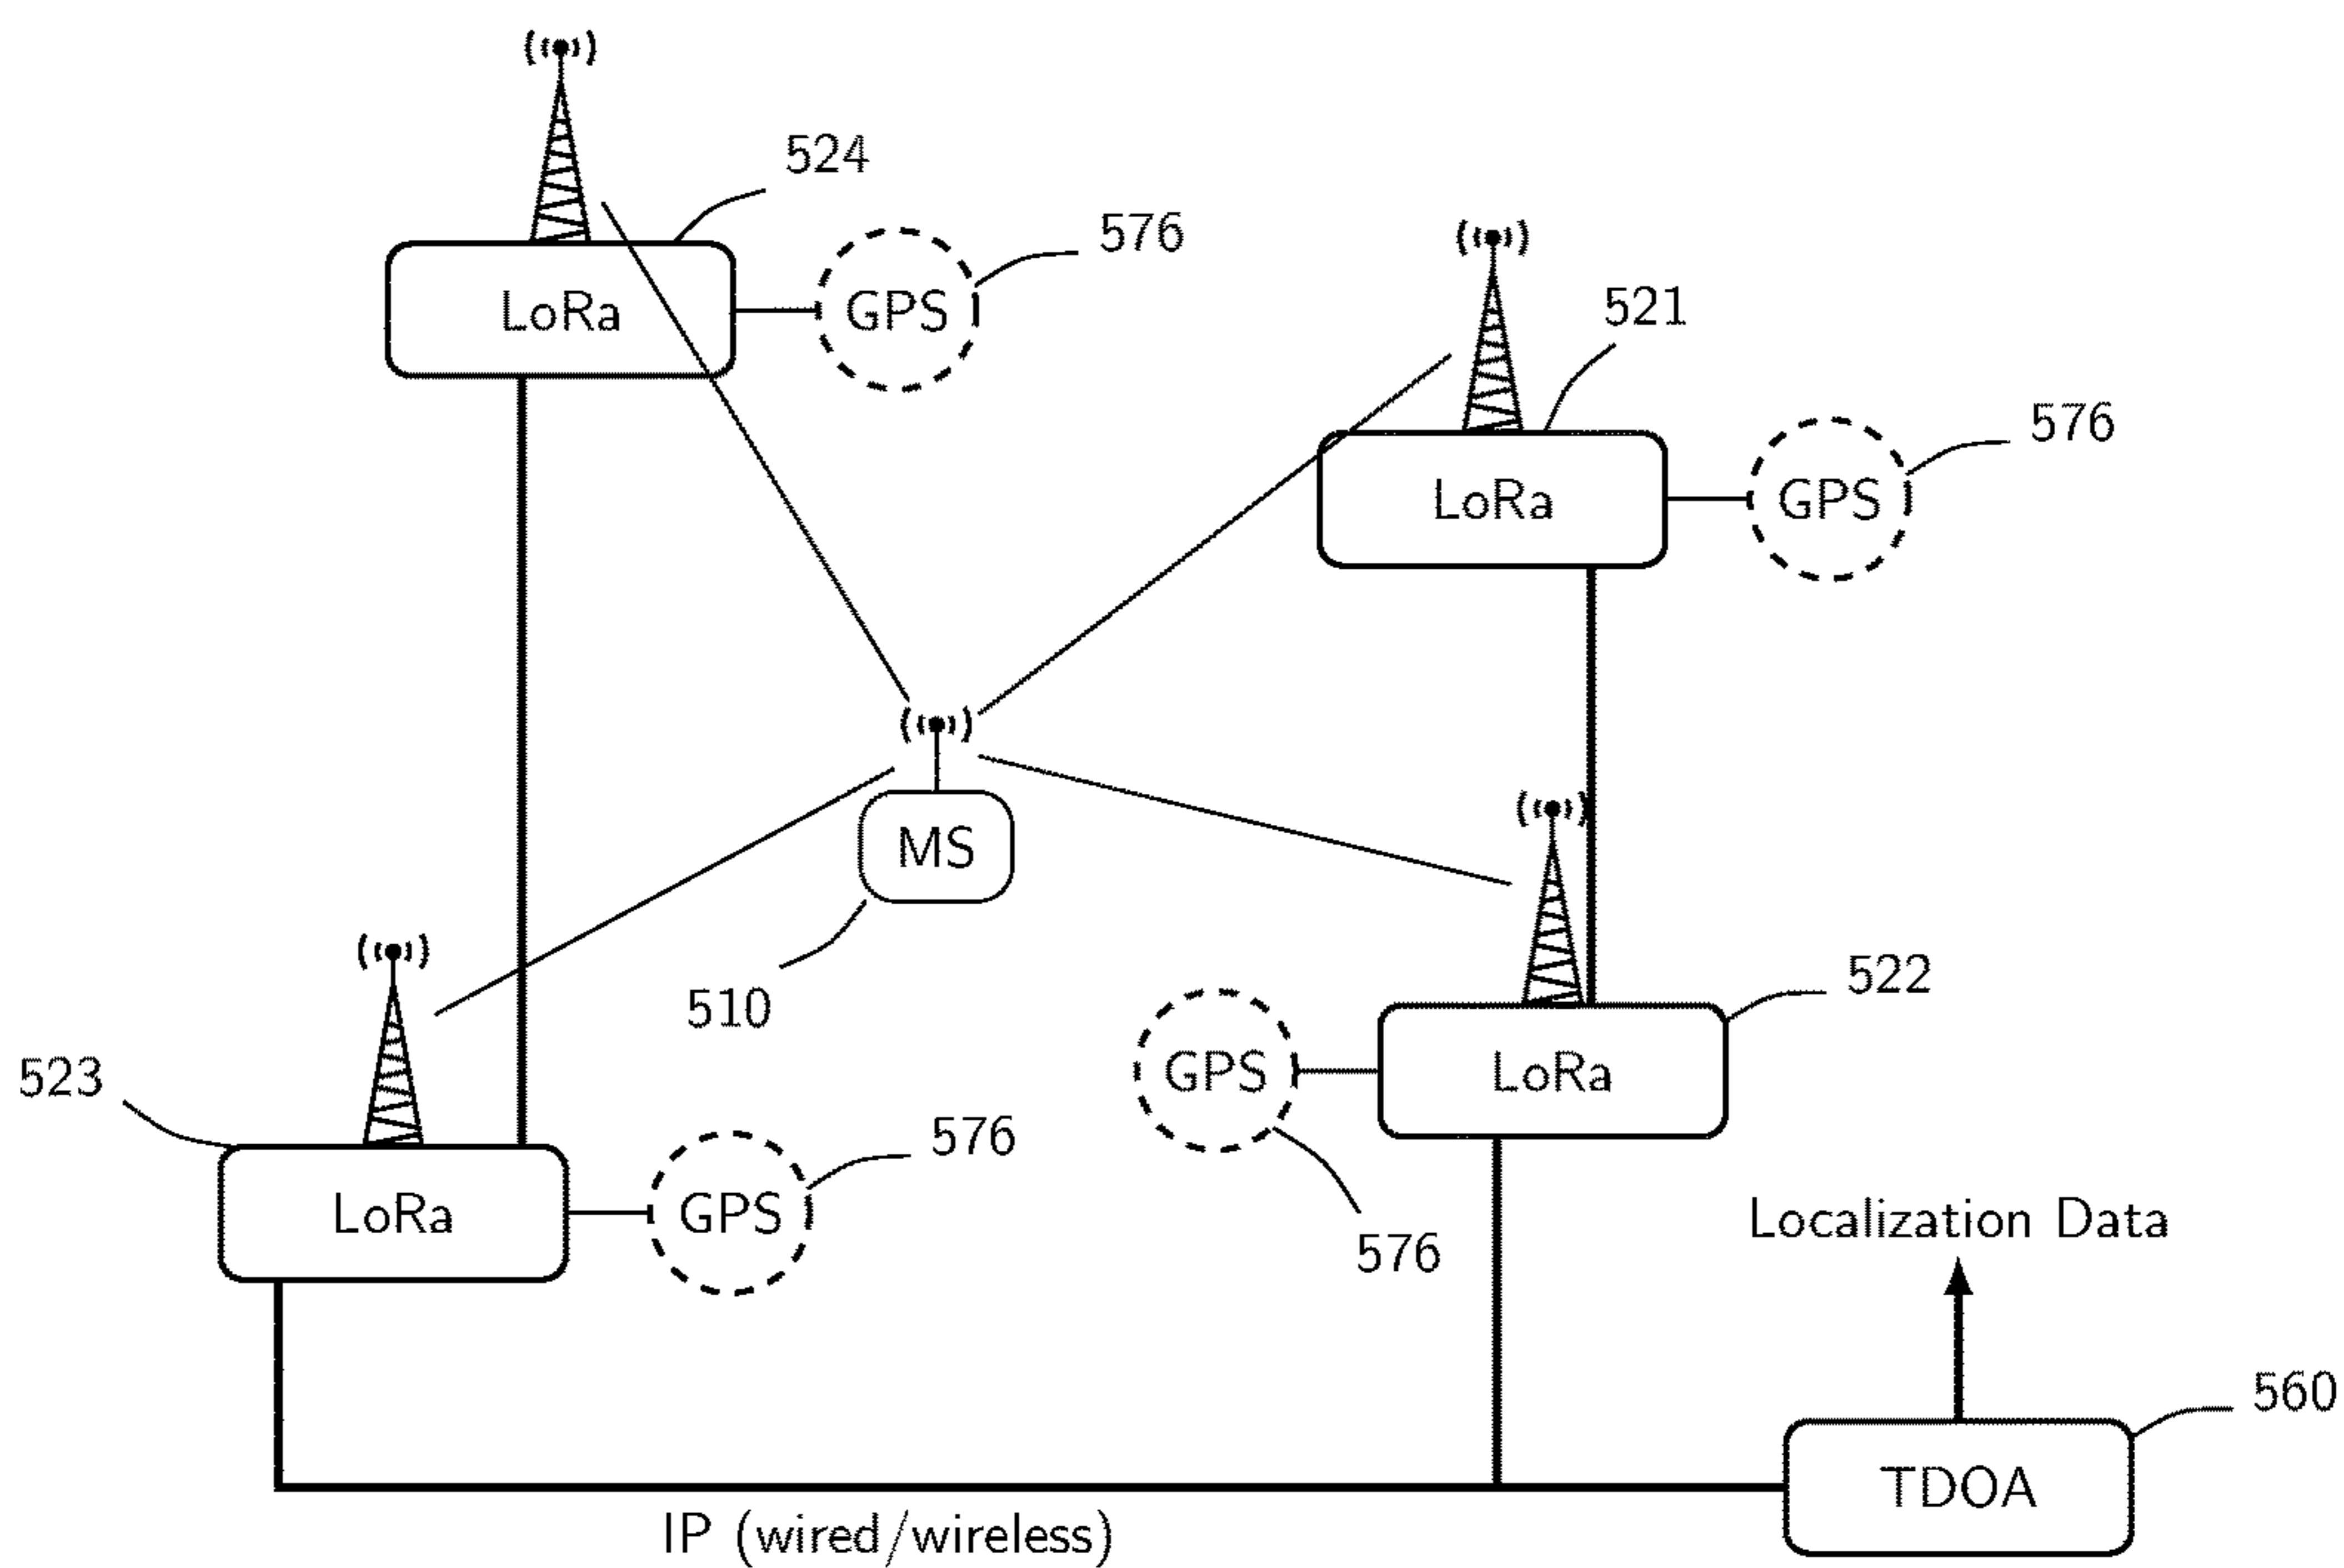 524
576
LoRa
GPS
521
576
LoRa
GPS
MS
510
522
523
GPS
LoRa
576
LoRa
GPS
576
Localization Data
560
TDOA
IP (wired/wireless)